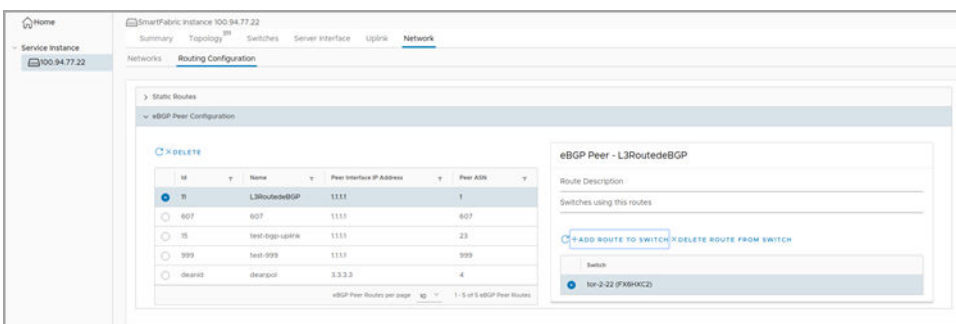 Home
Service Instance
100.94.77.22
SmartFabric Instance 100.94.77.22
Summary Topology Switches Server Interface Uplink Network
Networks Routing Configuration
Static Routes
eBGP Peer Configuration
DELETE
Id Name Peer Interface IP Address Peer ASN
11 L3RoutedeBGP 1.1.1.1 1
607 607 1.1.1.1 607
15 test-bgp-uplink 1.1.1.1 23
999 test-999 1.1.1.1 999
deanid deanpol 3.3.3.3 4
eBGP Peer Routes per page 10 1 - 5 of 5 eBGP Peer Routes
eBGP Peer - L3RoutedeBGP
Route Description :
Switches using this routes
ADD ROUTE TO SWITCH DELETE ROUTE FROM SWITCH
Switch
tor-2-22 (FX6HXC2)